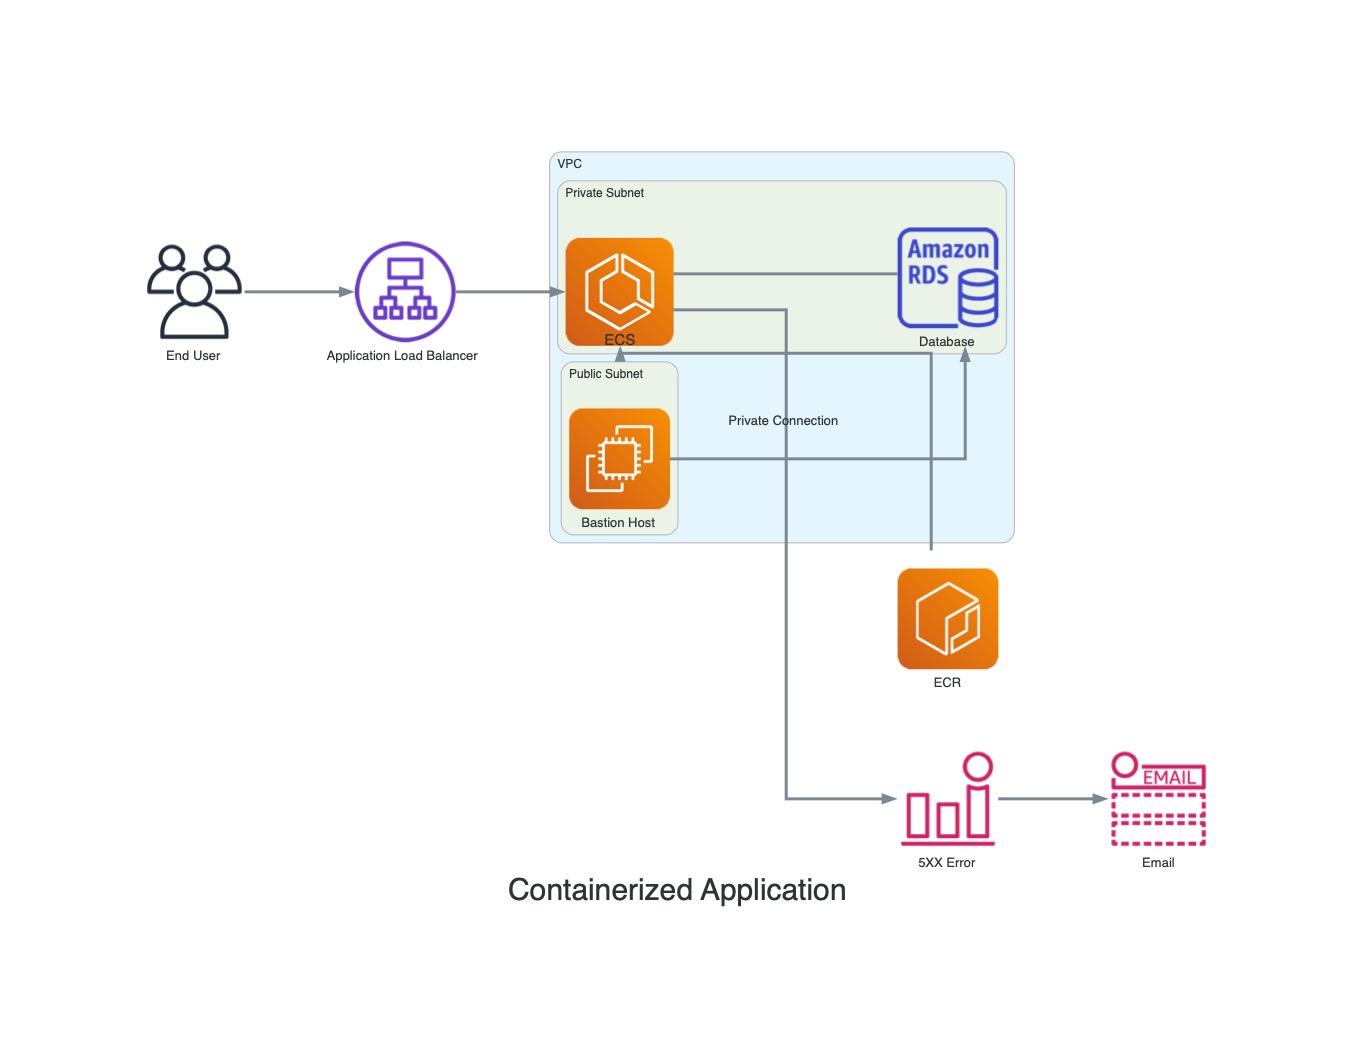 VPC
Private Subnet
Amazon
RDS
ECS
Database
End User
Application Load Balancer
Public Subnet
Private Connection
Bastion Host
ECR
EMAIL
5XX Error
Email
Containerized Application